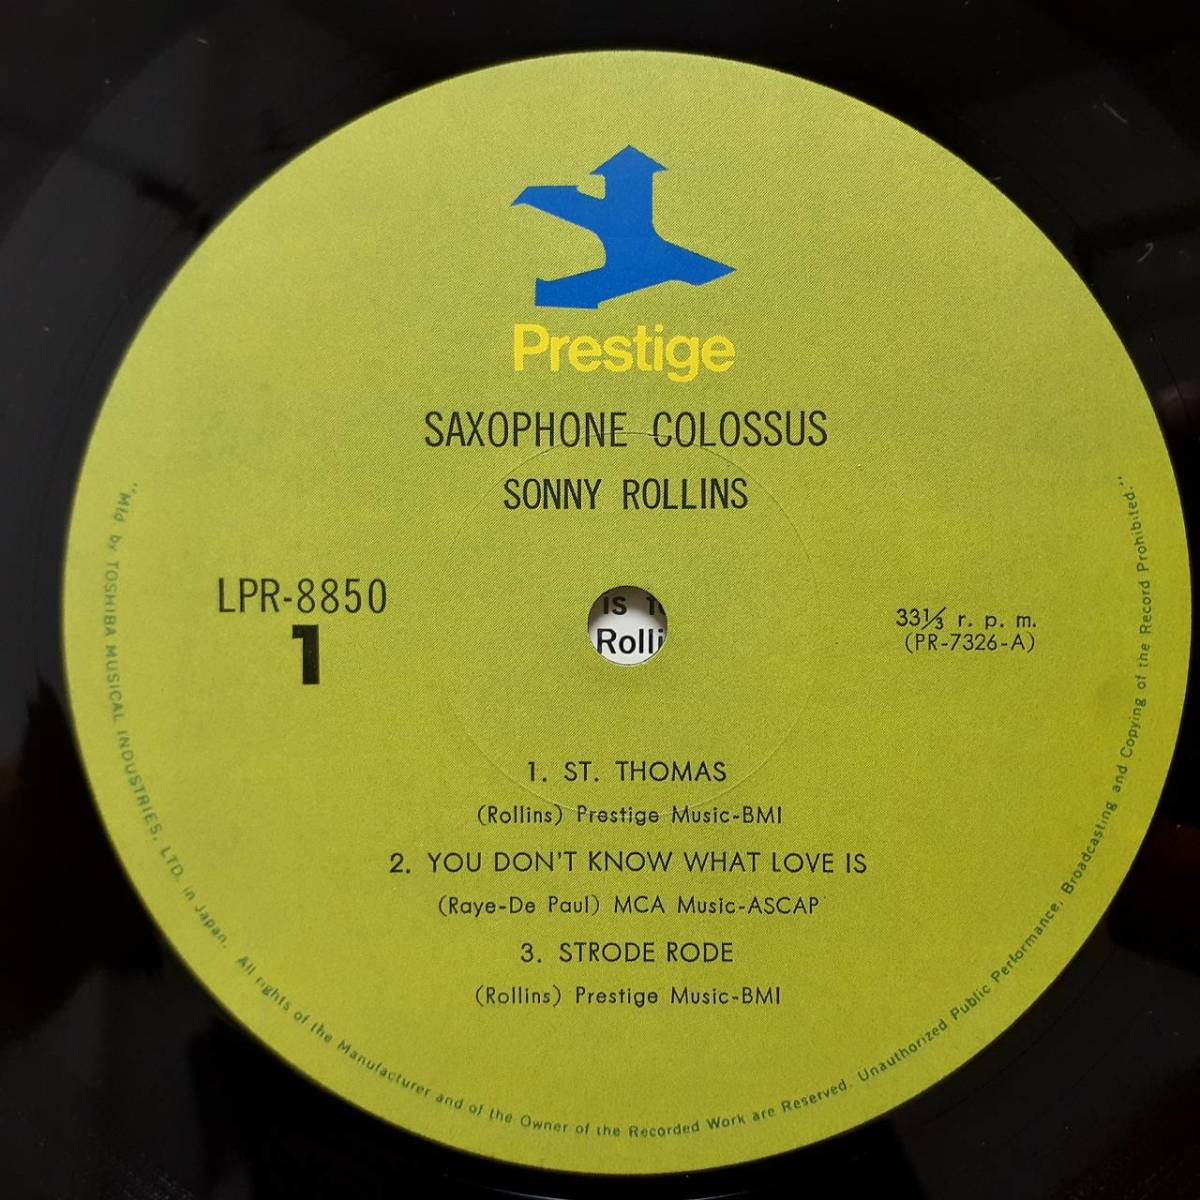 Prestige
SAXOPHONE COLOSSUS
SONNY ROLLINS
LPR-8850
1
33⅓ r. p. m.
(PR-7326-A)
is
Rolli
1. ST. THOMAS
(Rollins) Prestige Music-BMI
2. YOU DON'T KNOW WHAT LOVE IS
(Raye-De Paul) MCA Music-ASCAP
3. STRODE RODE
(Rollins) Prestige Music-BMI
"Mfd. by TOSHIBA MUSICAL INDUSTRIES, LTD. in Japan. All rights of the Manufacturer and of the Owner of the Recorded Work are Reserved. Unauthorized Public Performance, Broadcasting and Copying of the Record Prohibited."